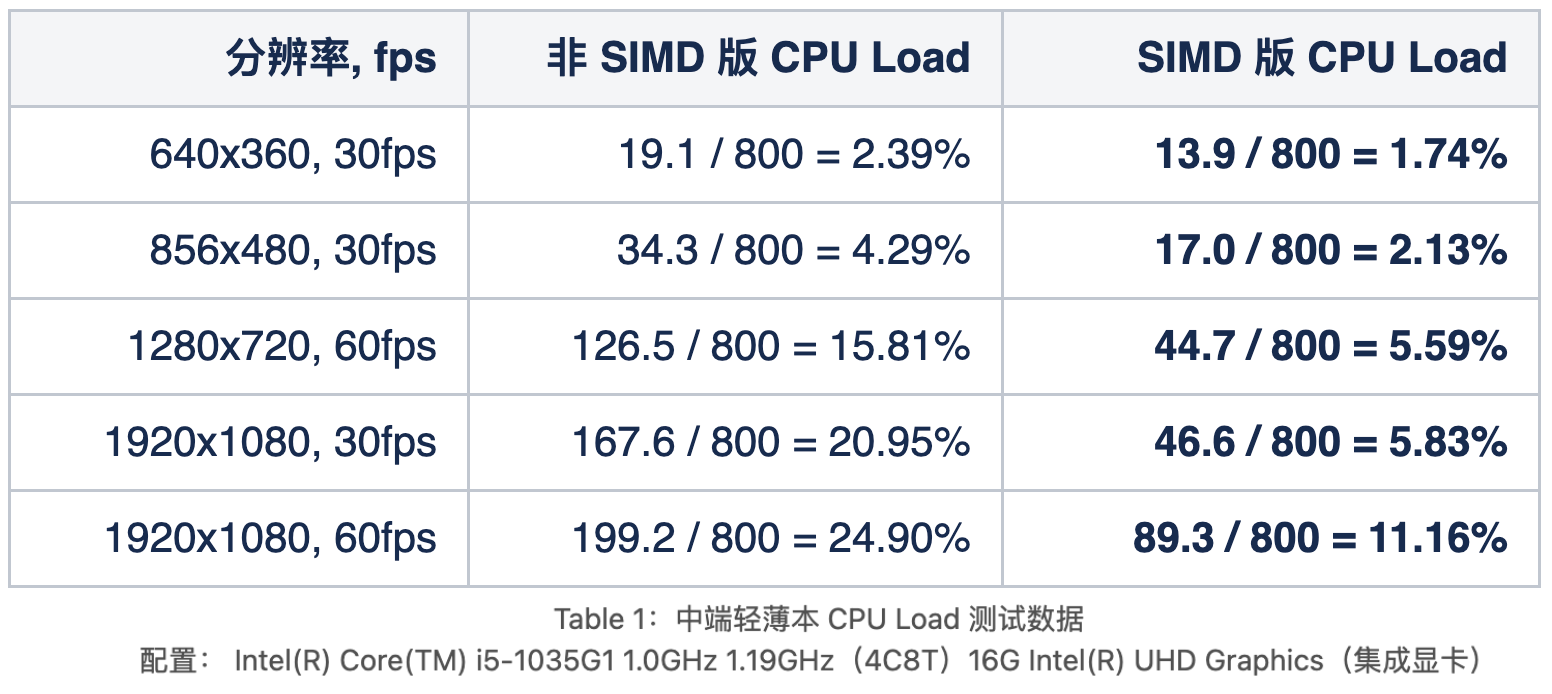 分辨率, fps 非 SIMD 版 CPU Load SIMD 版 CPU Load
640x360, 30fps 19.1 / 800 = 2.39% 13.9 / 800 = 1.74%
856x480, 30fps 34.3 / 800 = 4.29% 17.0 / 800 = 2.13%
1280x720, 60fps 126.5 / 800 = 15.81% 44.7 / 800 = 5.59%
1920x1080, 30fps 167.6 / 800 = 20.95% 46.6 / 800 = 5.83%
1920x1080, 60fps 199.2 / 800 = 24.90% 89.3 / 800 = 11.16%
Table 1：中端轻薄本 CPU Load 测试数据
配置： Intel(R) Core(TM) i5-1035G1 1.0GHz 1.19GHz（4C8T）16G Intel(R) UHD Graphics（集成显卡）